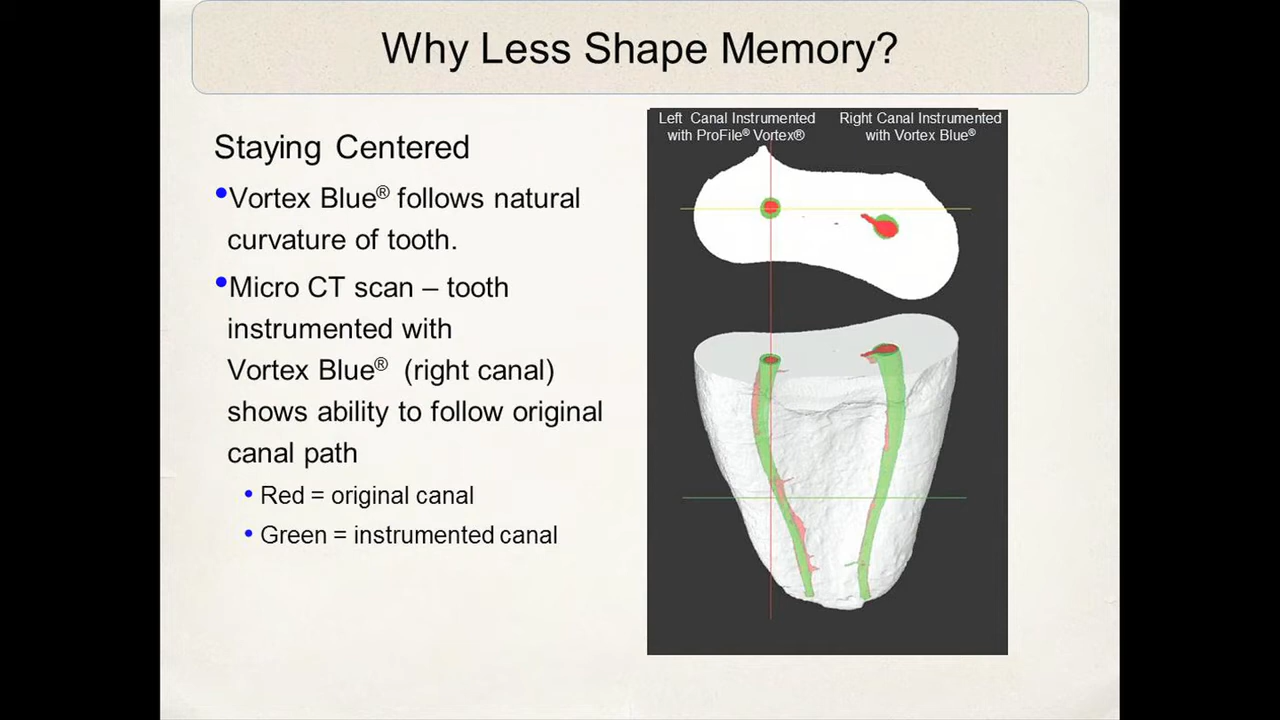 Why Less Shape Memory?
Staying Centered
•Vortex Blue® follows natural
curvature of tooth.
•Micro CT scan – tooth
instrumented with
Vortex Blue® (right canal)
shows ability to follow original
canal path
• Red = original canal
• Green = instrumented canal
Left Canal Instrumented
with ProFile® Vortex®
Right Canal Instrumented
with Vortex Blue®